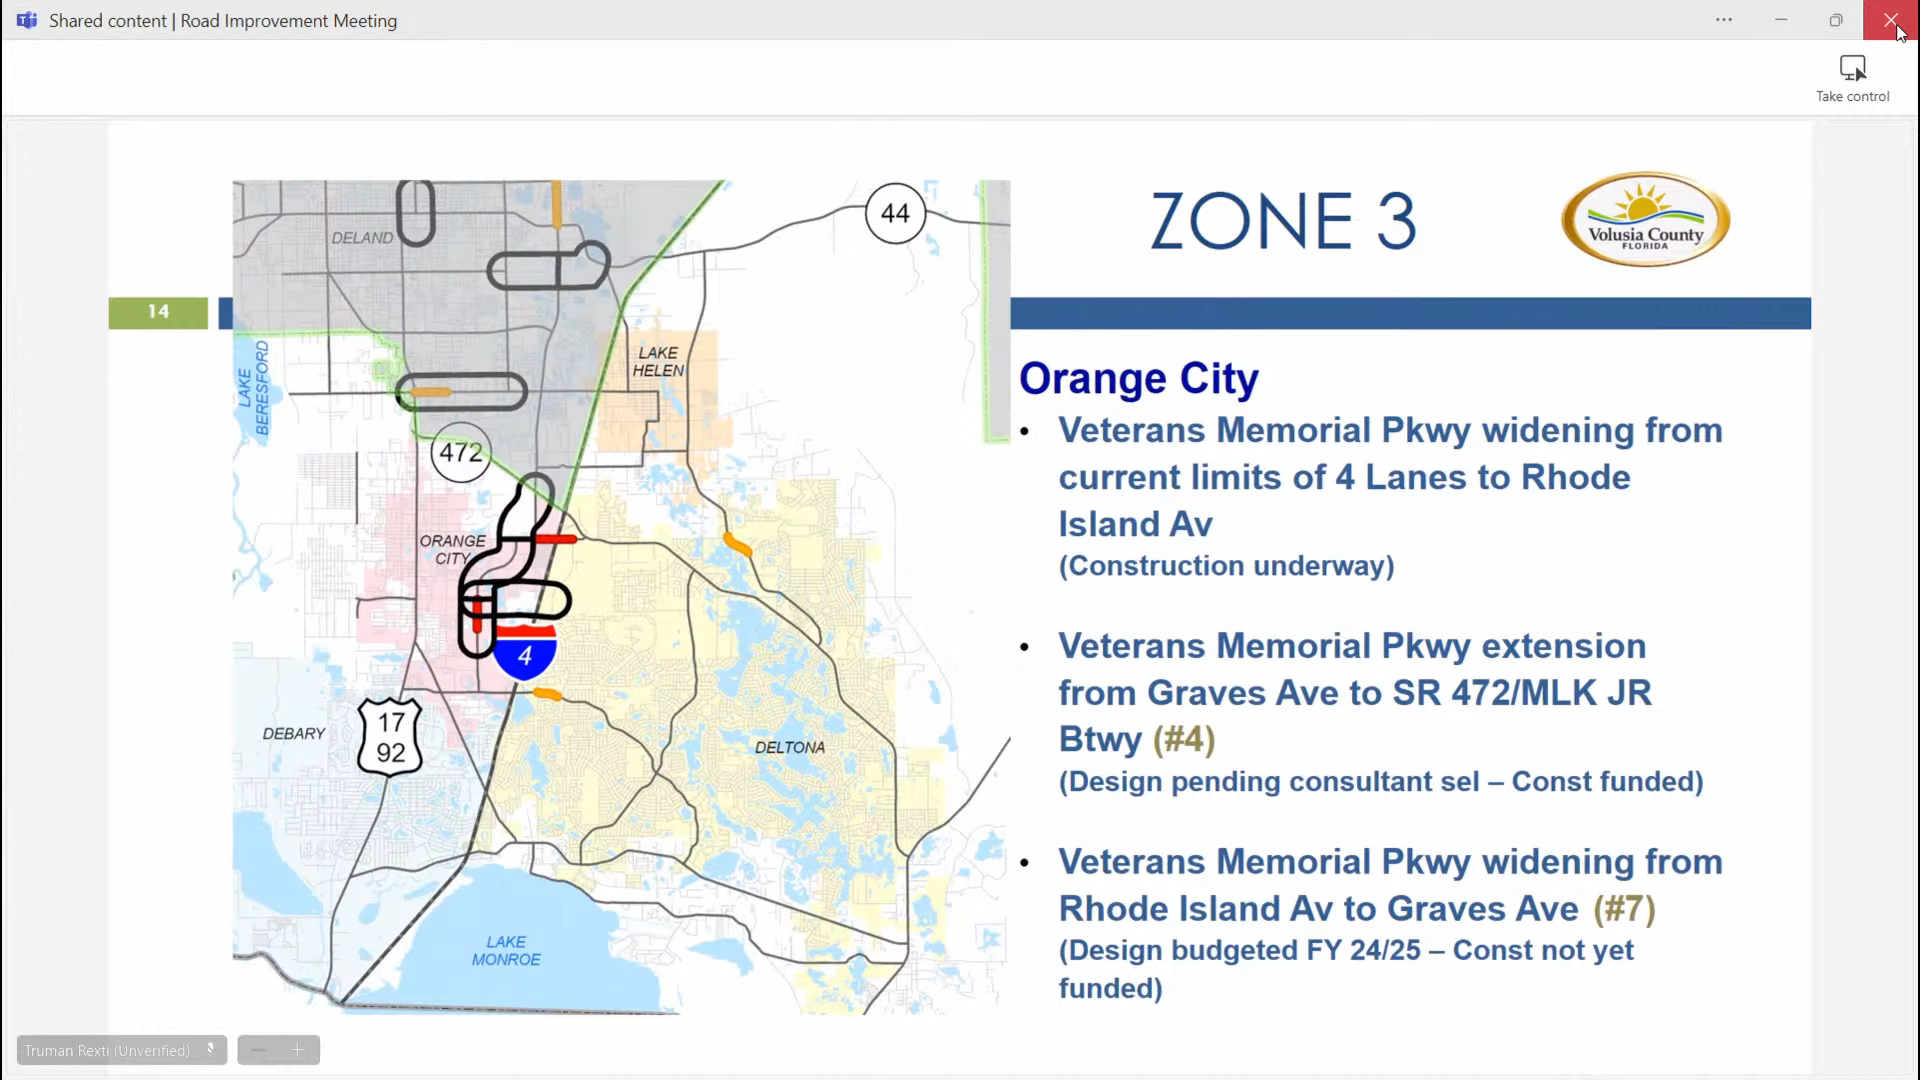 Shared content | Road Improvement Meeting
Take control
ZONE 3
Volusia County
FLORIDA
14
44
DELAND
LAKE
HELEN
LAKE
BERESFORD
472
ORANGE
CITY
4
17
92
DEBARY
DELTONA
LAKE
MONROE
Orange City
• Veterans Memorial Pkwy widening from
current limits of 4 Lanes to Rhode
Island Av
(Construction underway)
• Veterans Memorial Pkwy extension
from Graves Ave to SR 472/MLK JR
Btwy (#4)
(Design pending consultant sel – Const funded)
• Veterans Memorial Pkwy widening from
Rhode Island Av to Graves Ave (#7)
(Design budgeted FY 24/25 – Const not yet
funded)
Truman Rexti (Unverified)